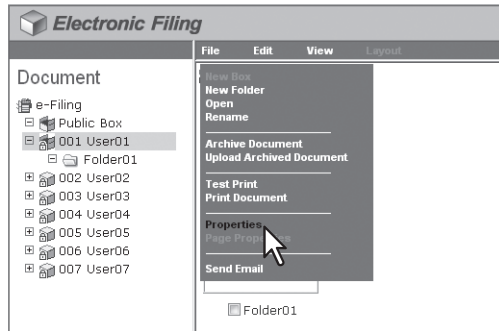 Electronic Filing
File Edit View Layout
Document
e-Filing
Public Box
001 User01
Folder01
002 User02
003 User03
004 User04
005 User05
006 User06
007 User07
New Box
New Folder
Open
Rename
Archive Document
Upload Archived Document
Test Print
Print Document
Properties
Page Properties
Send Email
Folder01